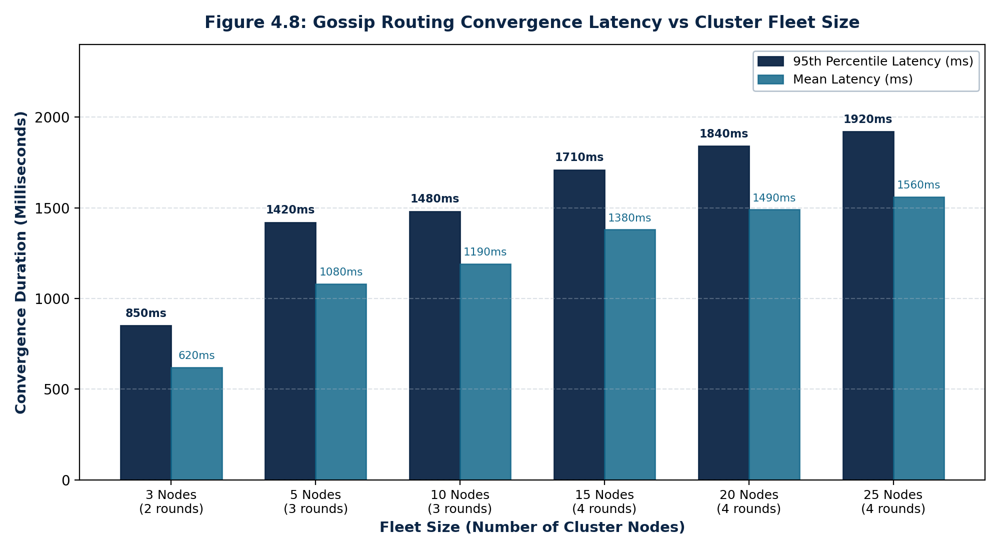 Figure 4.8: Gossip Routing Convergence Latency vs Cluster Fleet Size
95th Percentile Latency (ms)
Mean Latency (ms)
Convergence Duration (Milliseconds)
2000
1500
1000
500
0
850ms
620ms
1420ms
1080ms
1480ms
1190ms
1710ms
1380ms
1840ms
1490ms
1920ms
1560ms
3 Nodes
(2 rounds)
5 Nodes
(3 rounds)
10 Nodes
(3 rounds)
15 Nodes
(4 rounds)
20 Nodes
(4 rounds)
25 Nodes
(4 rounds)
Fleet Size (Number of Cluster Nodes)